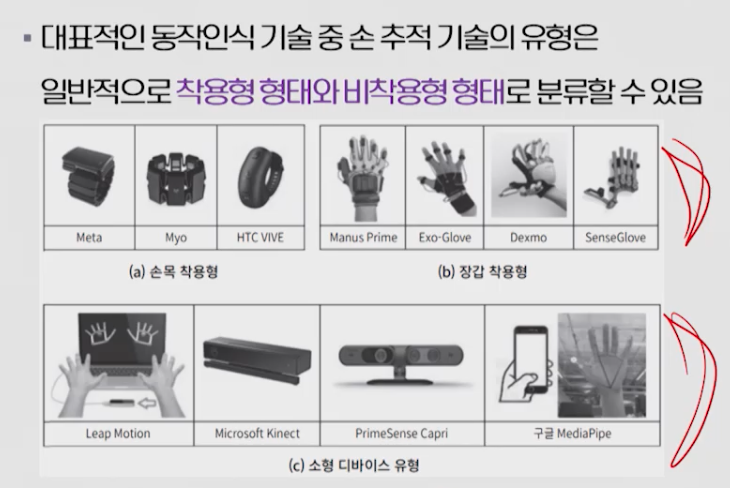 ▪ 대표적인 동작인식 기술 중 손 추적 기술의 유형은
일반적으로 착용형 형태와 비착용형 형태로 분류할 수 있음
Meta Myo HTC VIVE Manus Prime Exo-Glove Dexmo SenseGlove
(a) 손목 착용형 (b) 장갑 착용형
Leap Motion Microsoft Kinect PrimeSense Capri 구글 MediaPipe
(c) 소형 디바이스 유형